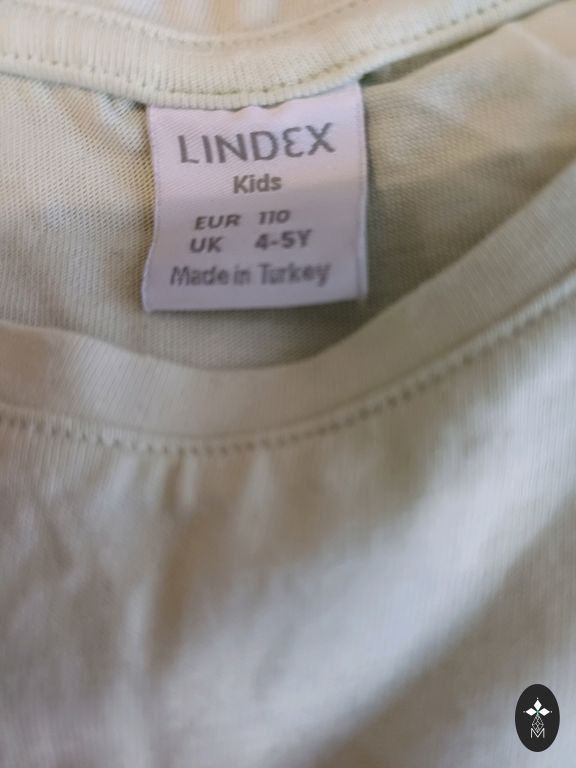 LINDEX
Kids
EUR 110
UK 4-5Y
Made in Turkey
M